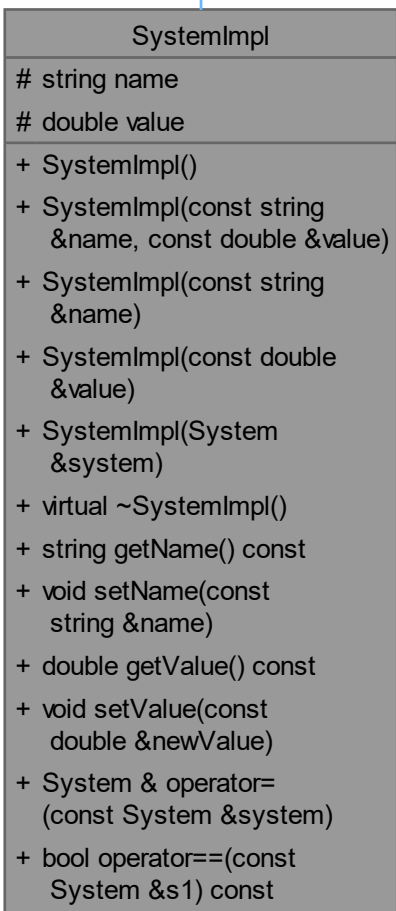 SystemImpl
# string name
# double value
+ SystemImpl()
+ SystemImpl(const string
&name, const double &value)
+ SystemImpl(const string
&name)
+ SystemImpl(const double
&value)
+ SystemImpl(System
&system)
+ virtual ~SystemImpl()
+ string getName() const
+ void setName(const
string &name)
+ double getValue() const
+ void setValue(const
double &newValue)
+ System & operator=
(const System &system)
+ bool operator==(const
System &s1) const